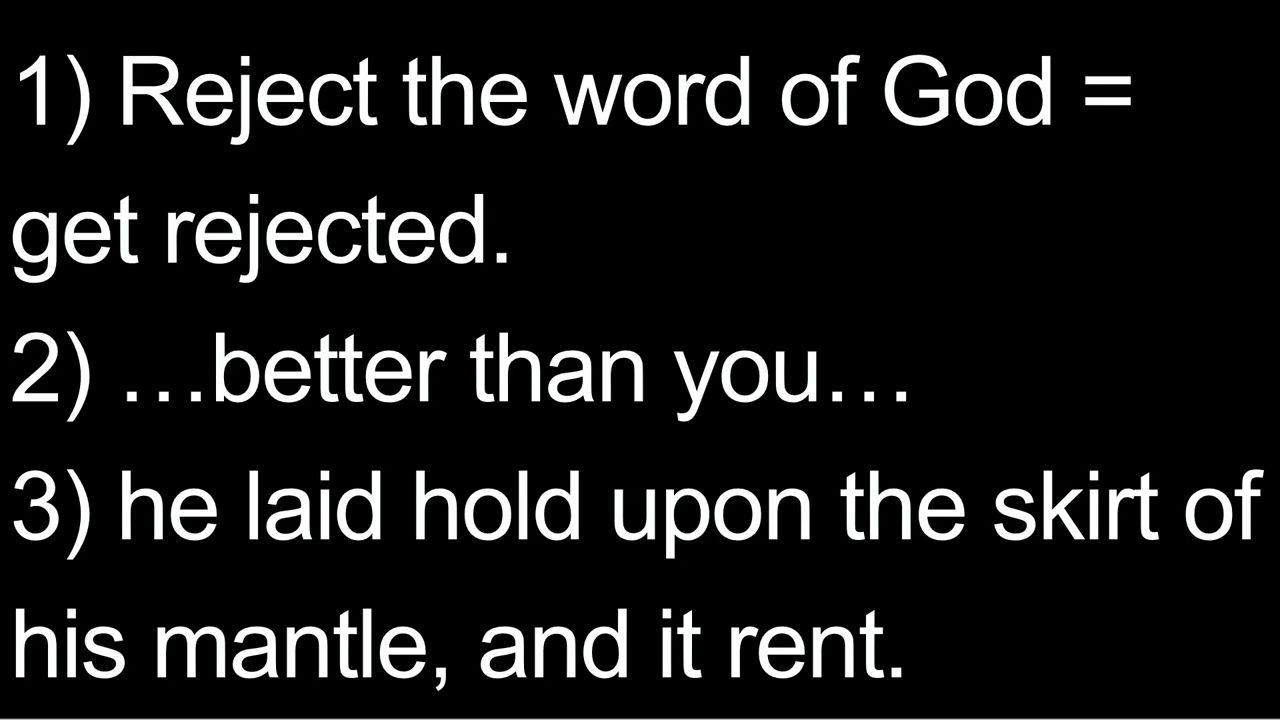 1) Reject the word of God =
get rejected.
2) …better than you…
3) he laid hold upon the skirt of
his mantle, and it rent.